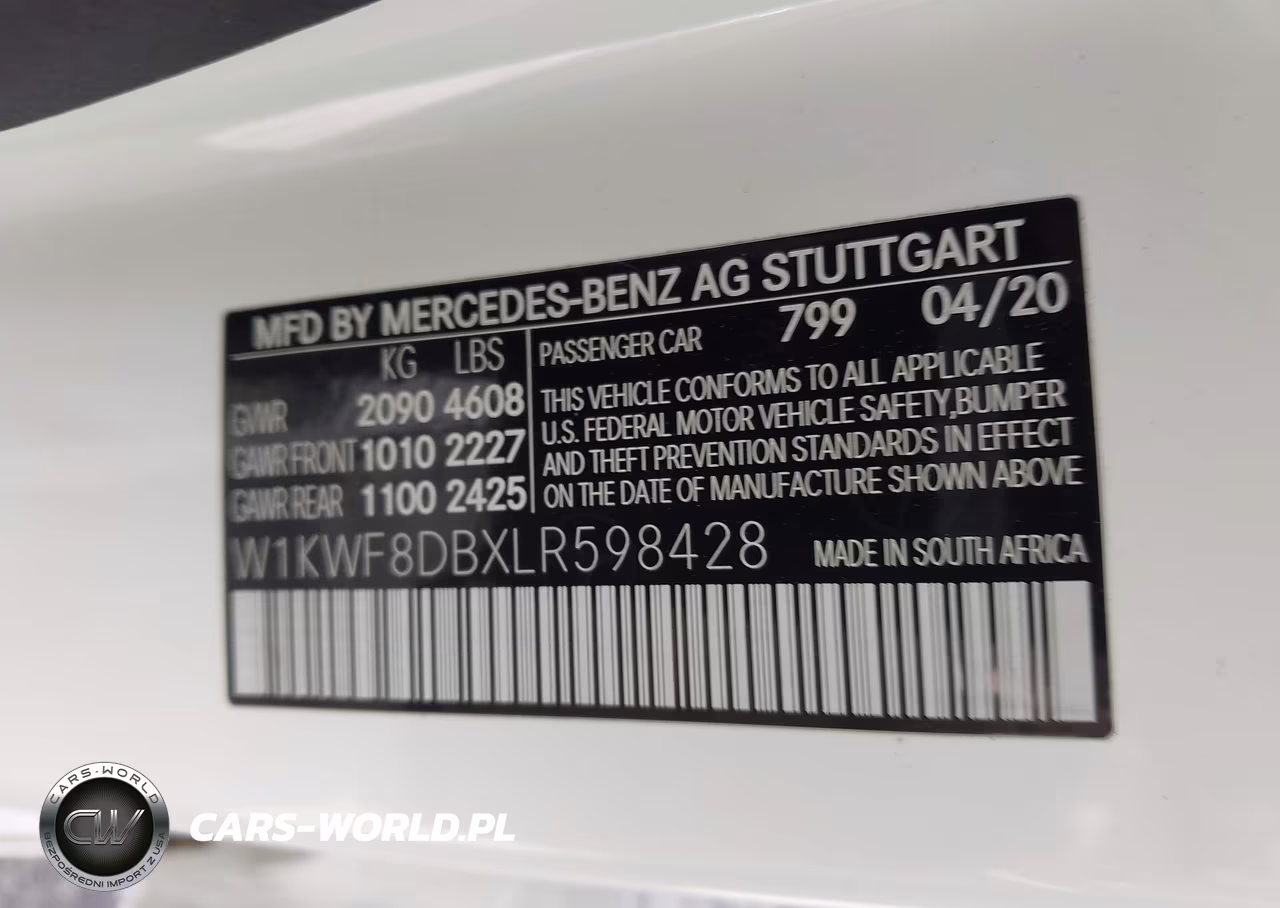 MFD BY MERCEDES-BENZ AG STUTTGART
KG LBS
GVWR 2090 4608
GAWR FRONT 1010 2227
GAWR REAR 1100 2425
PASSENGER CAR 799 04/20
THIS VEHICLE CONFORMS TO ALL APPLICABLE
U.S. FEDERAL MOTOR VEHICLE SAFETY,BUMPER
AND THEFT PREVENTION STANDARDS IN EFFECT
ON THE DATE OF MANUFACTURE SHOWN ABOVE
W1KWF8DBXLR598428 MADE IN SOUTH AFRICA
CARS-WORLD
CW
BEZPOŚREDNI IMPORT Z USA
CARS-WORLD.PL